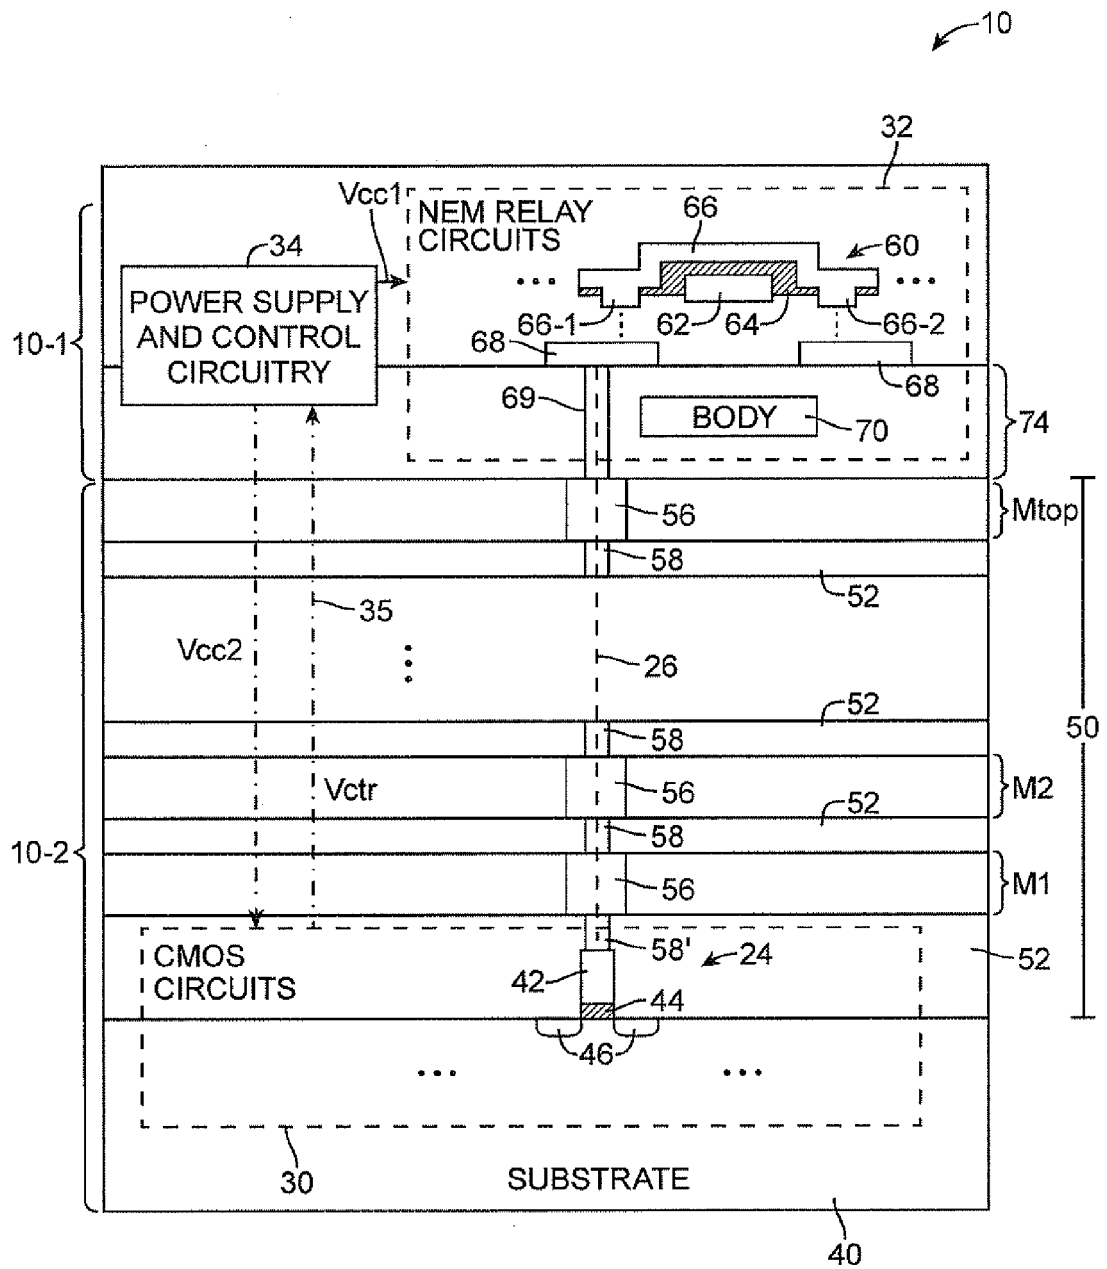 10
32
Vcc1
NEM RELAY
CIRCUITS
66
60
34
POWER SUPPLY
AND CONTROL
CIRCUITRY
10-1
66-1
62
64
66-2
68
68
69
BODY
70
74
56
Mtop
58
52
35
Vcc2
26
52
58
50
Vctr
56
M2
52
58
10-2
56
M1
CMOS
CIRCUITS
58'
24
52
42
44
46
30
SUBSTRATE
40